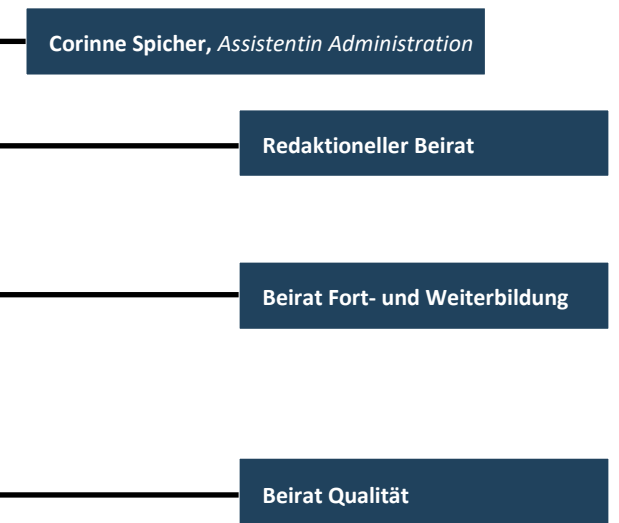 Corinne Spicher, Assistentin Administration
Redaktioneller Beirat
Beirat Fort- und Weiterbildung
Beirat Qualität